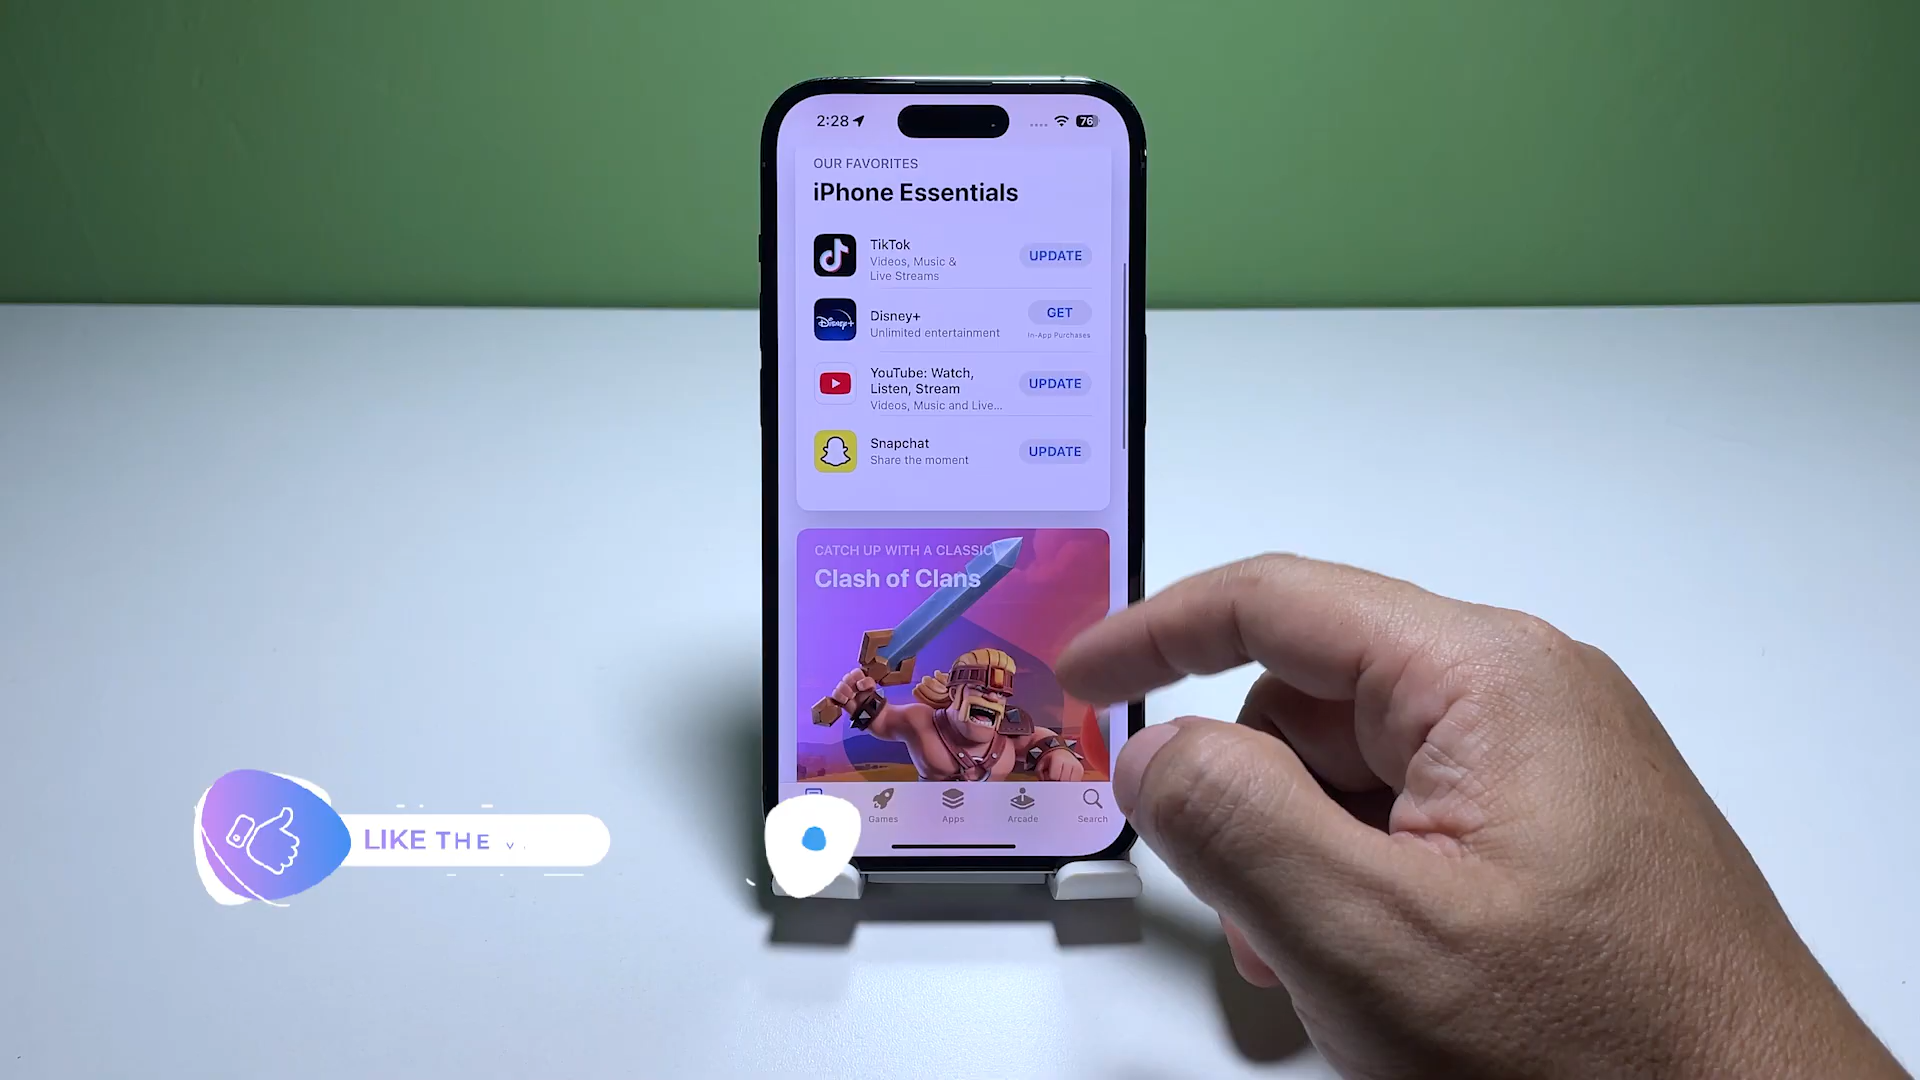 2:28
76
OUR FAVORITES
iPhone Essentials
TikTok
Videos, Music &
Live Streams
UPDATE
Disney+
Disney+
Unlimited entertainment
GET
In-App Purchases
YouTube: Watch,
Listen, Stream
Videos, Music and Live...
UPDATE
Snapchat
Share the moment
UPDATE
CATCH UP WITH A CLASSIC
Clash of Clans
Games
Apps
Arcade
Search
LIKE THE